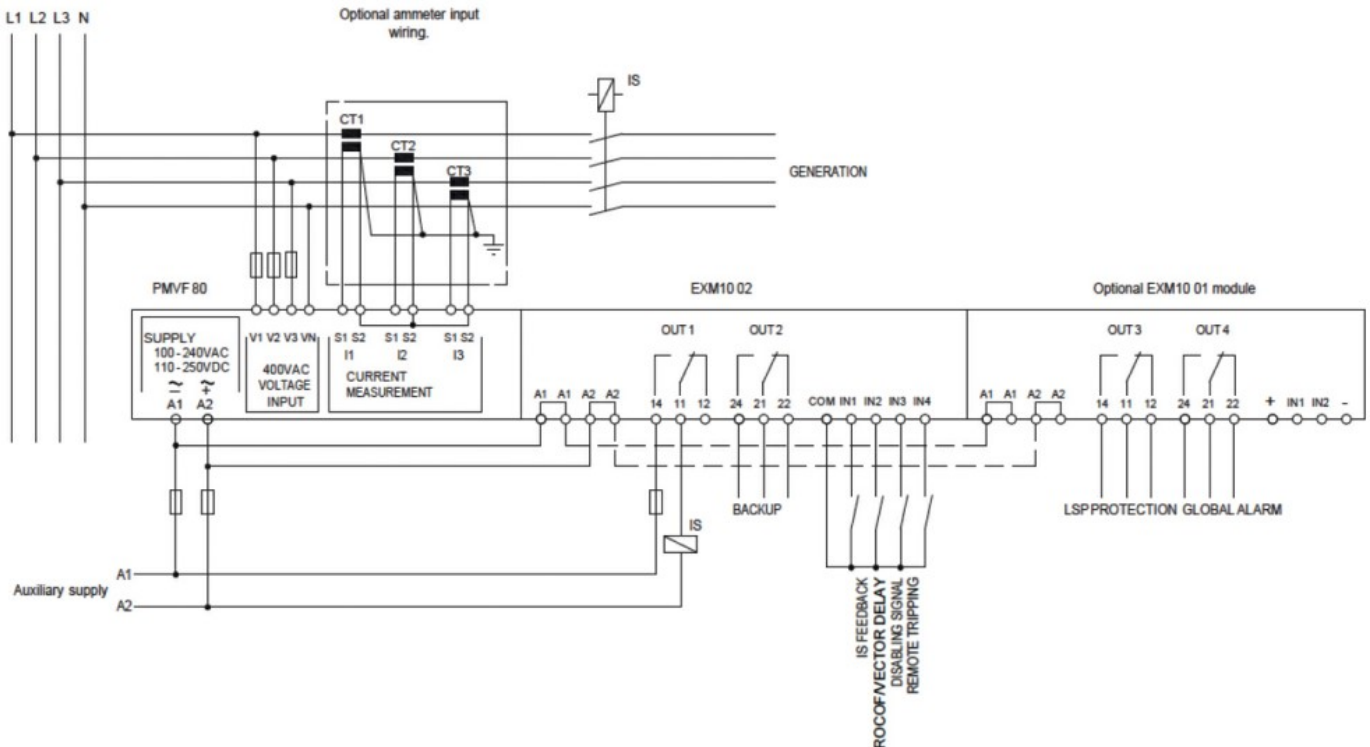 L1 L2 L3 N
Optional ammeter input
wiring.
IS
CT1
CT2
CT3
GENERATION
PMVF 80
EXM10 02
Optional EXM10 01 module
SUPPLY
100-240VAC
110-250VDC
~ ~
− +
A1 A2
V1 V2 V3 VN
400VAC
VOLTAGE
INPUT
S1 S2 S1 S2 S1 S2
I1 I2 I3
CURRENT
MEASUREMENT
OUT 1 OUT 2
A1 A1 A2 A2
14 11 12 24 21 22
COM IN1 IN2 IN3 IN4
OUT 3 OUT 4
A1 A1 A2 A2
14 11 12 24 21 22
+ IN1 IN2 -
BACKUP
LSP PROTECTION GLOBAL ALARM
IS
Auxiliary supply
A1
A2
IS FEEDBACK
ROCOF/VECTOR DELAY
DISABLING SIGNAL
REMOTE TRIPPING